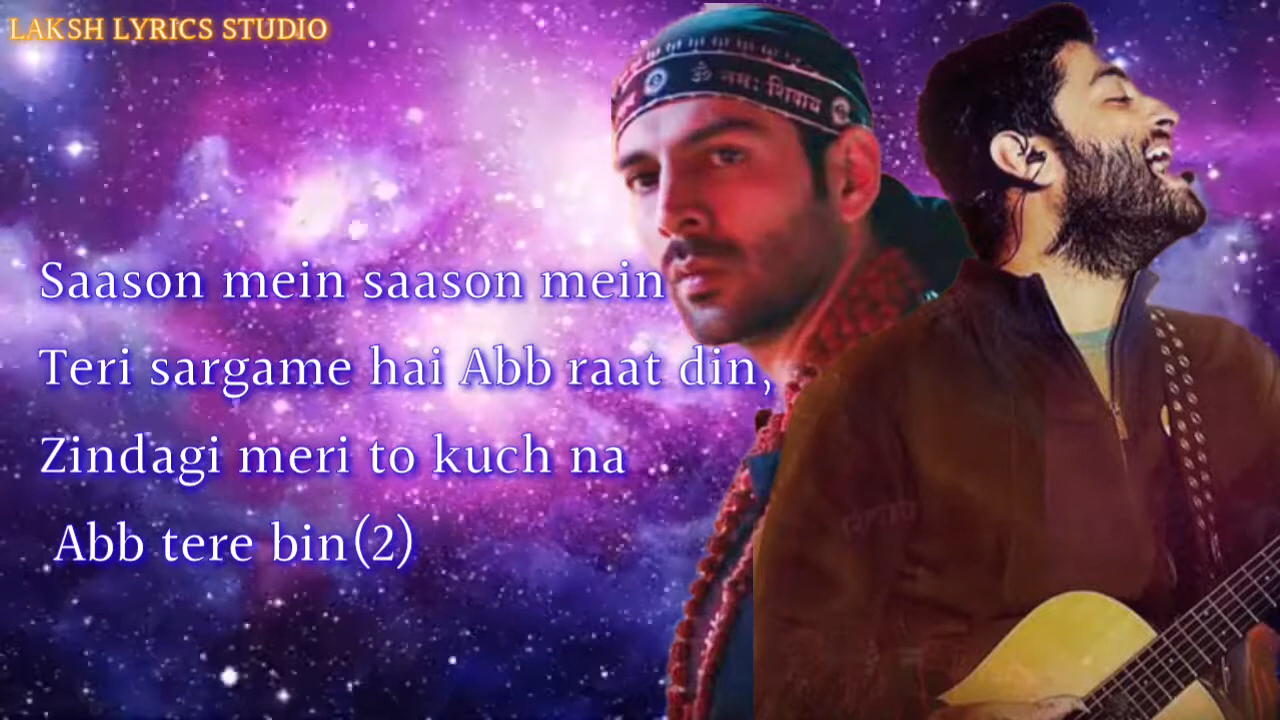 LAKSH LYRICS STUDIO
ॐ नमः शिवाय
Saason mein saason mein
Teri sargame hai Abb raat din,
Zindagi meri to kuch na
Abb tere bin(2)